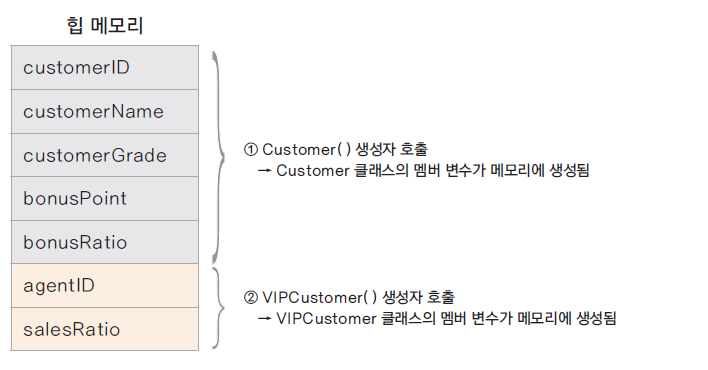 힙 메모리
customerID
customerName
customerGrade
bonusPoint
bonusRatio
agentID
salesRatio
① Customer( ) 생성자 호출
→ Customer 클래스의 멤버 변수가 메모리에 생성됨
② VIPCustomer( ) 생성자 호출
→ VIPCustomer 클래스의 멤버 변수가 메모리에 생성됨